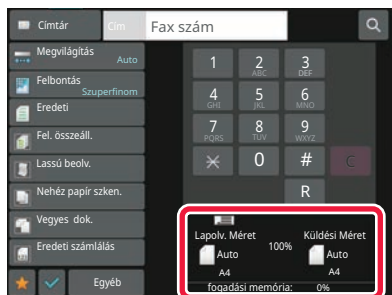 Címtár
Cím
Fax szám
Megvilágítás
Auto
Felbontás
Szuperfinom
Eredeti
Fel. összeáll.
Lassú beolv.
Nehéz papír szken.
Vegyes dok.
Eredeti számlálás
Egyéb
1
2 ABC
3 DEF
4 GHI
5 JKL
6 MNO
7 PQRS
8 TUV
9 WXYZ
0
#
C
R
Lapolv. Méret
Küldési Méret
Auto
100%
Auto
A4
A4
fogadási memória: 0%